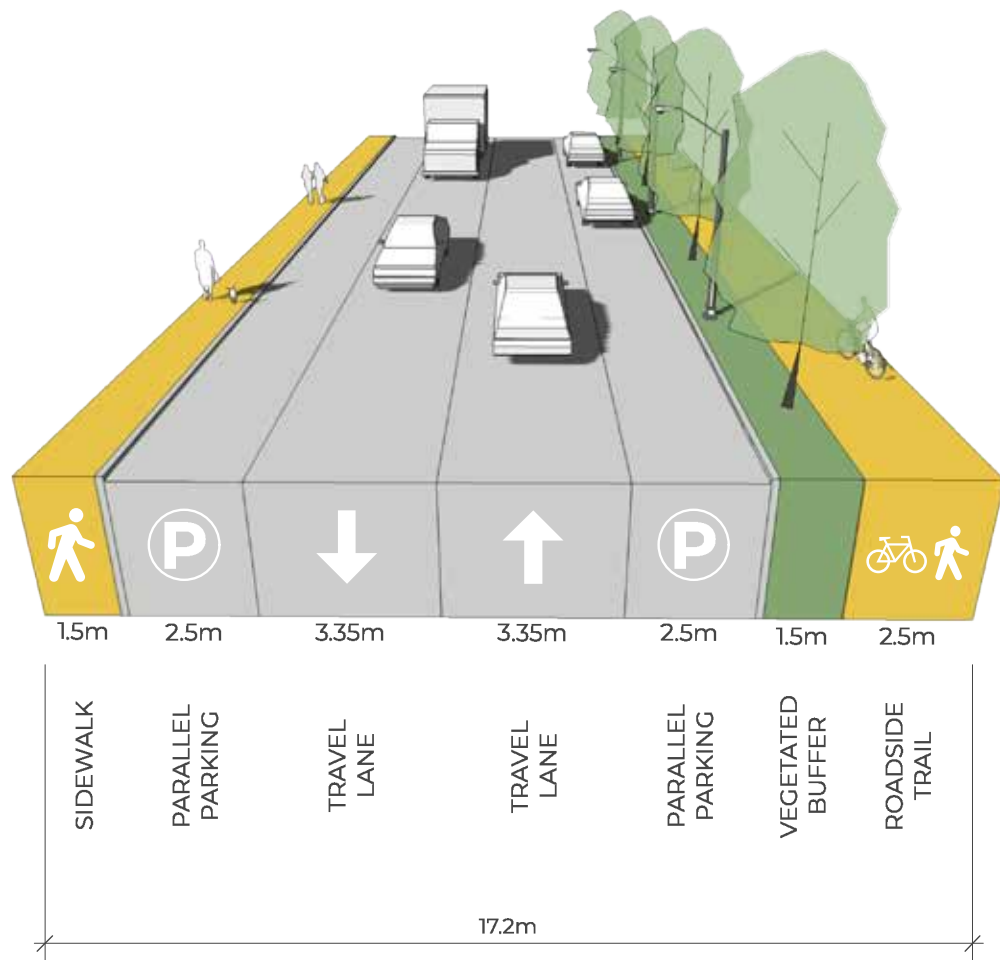 P
P
1.5m
2.5m
3.35m
3.35m
2.5m
1.5m
2.5m
SIDEWALK
PARALLEL
PARKING
TRAVEL
LANE
TRAVEL
LANE
PARALLEL
PARKING
VEGETATED
BUFFER
ROADSIDE
TRAIL
17.2m